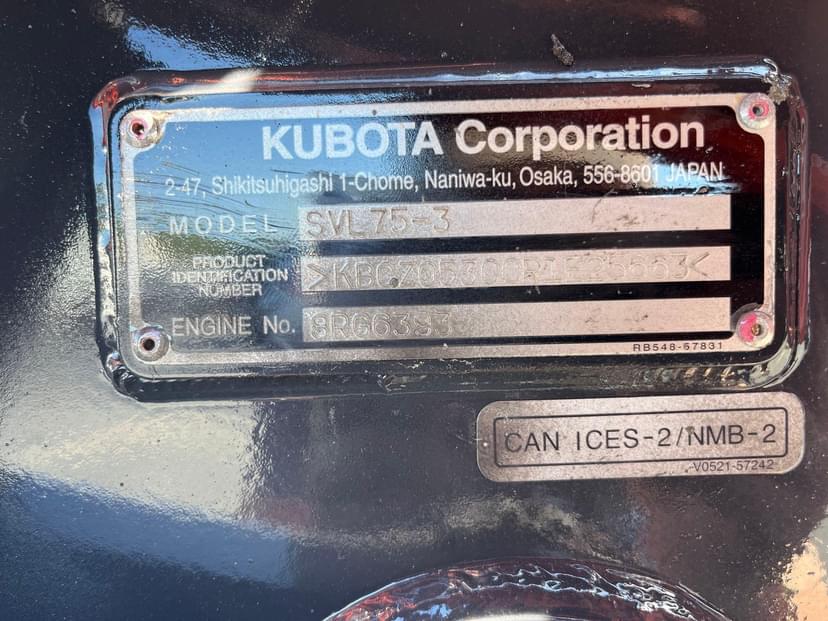 KUBOTA Corporation
2-47, Shikitsuhigashi 1-Chome, Naniwa-ku, Osaka, 556-8601 JAPAN
MODEL SVL75-3
PRODUCT
IDENTIFICATION
NUMBER
ENGINE No.
RB548-57831
CAN ICES-2/NMB-2
V0521-57242